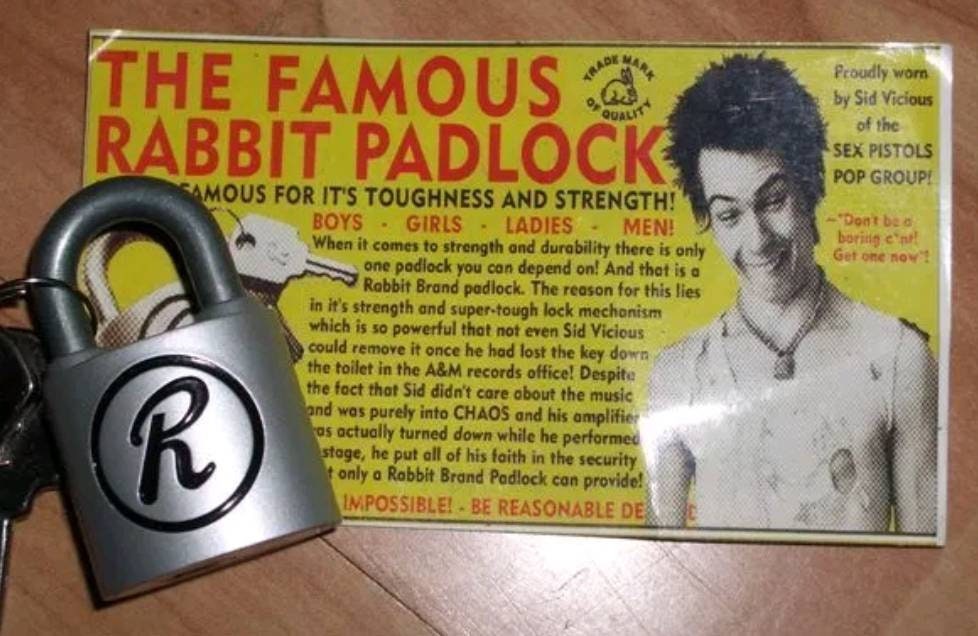 THE FAMOUS
RABBIT PADLOCK
TRADE MARK
OF QUALITY
FAMOUS FOR IT'S TOUGHNESS AND STRENGTH!
BOYS - GIRLS - LADIES - MEN!
When it comes to strength and durability there is only
one padlock you can depend on! And that is a
Rabbit Brand padlock. The reason for this lies
in it's strength and super-tough lock mechanism
which is so powerful that not even Sid Vicious
could remove it once he had lost the key down
the toilet in the A&M records office! Despite
the fact that Sid didn't care about the music
and was purely into CHAOS and his amplifier
was actually turned down while he performed
stage, he put all of his faith in the security
only a Rabbit Brand Padlock can provide!
IMPOSSIBLE! - BE REASONABLE DE
Proudly worn
by Sid Vicious
of the
SEX PISTOLS
POP GROUP!
-"Don't be a
boring c*nt!
Get one now"!
R